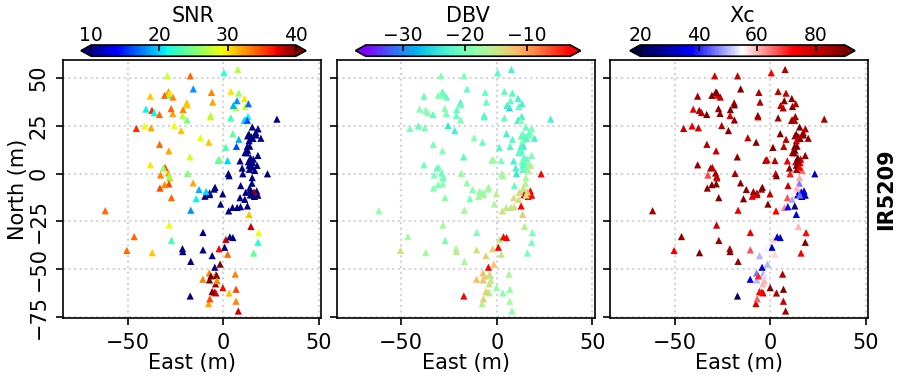 SNR DBV Xc
10 20 30 40 −30 −20 −10 20 40 60 80
50
25
0
−25
−50
−75
North (m)
−50 0 50 −50 0 50 −50 0 50
East (m) East (m) East (m)
IR5209